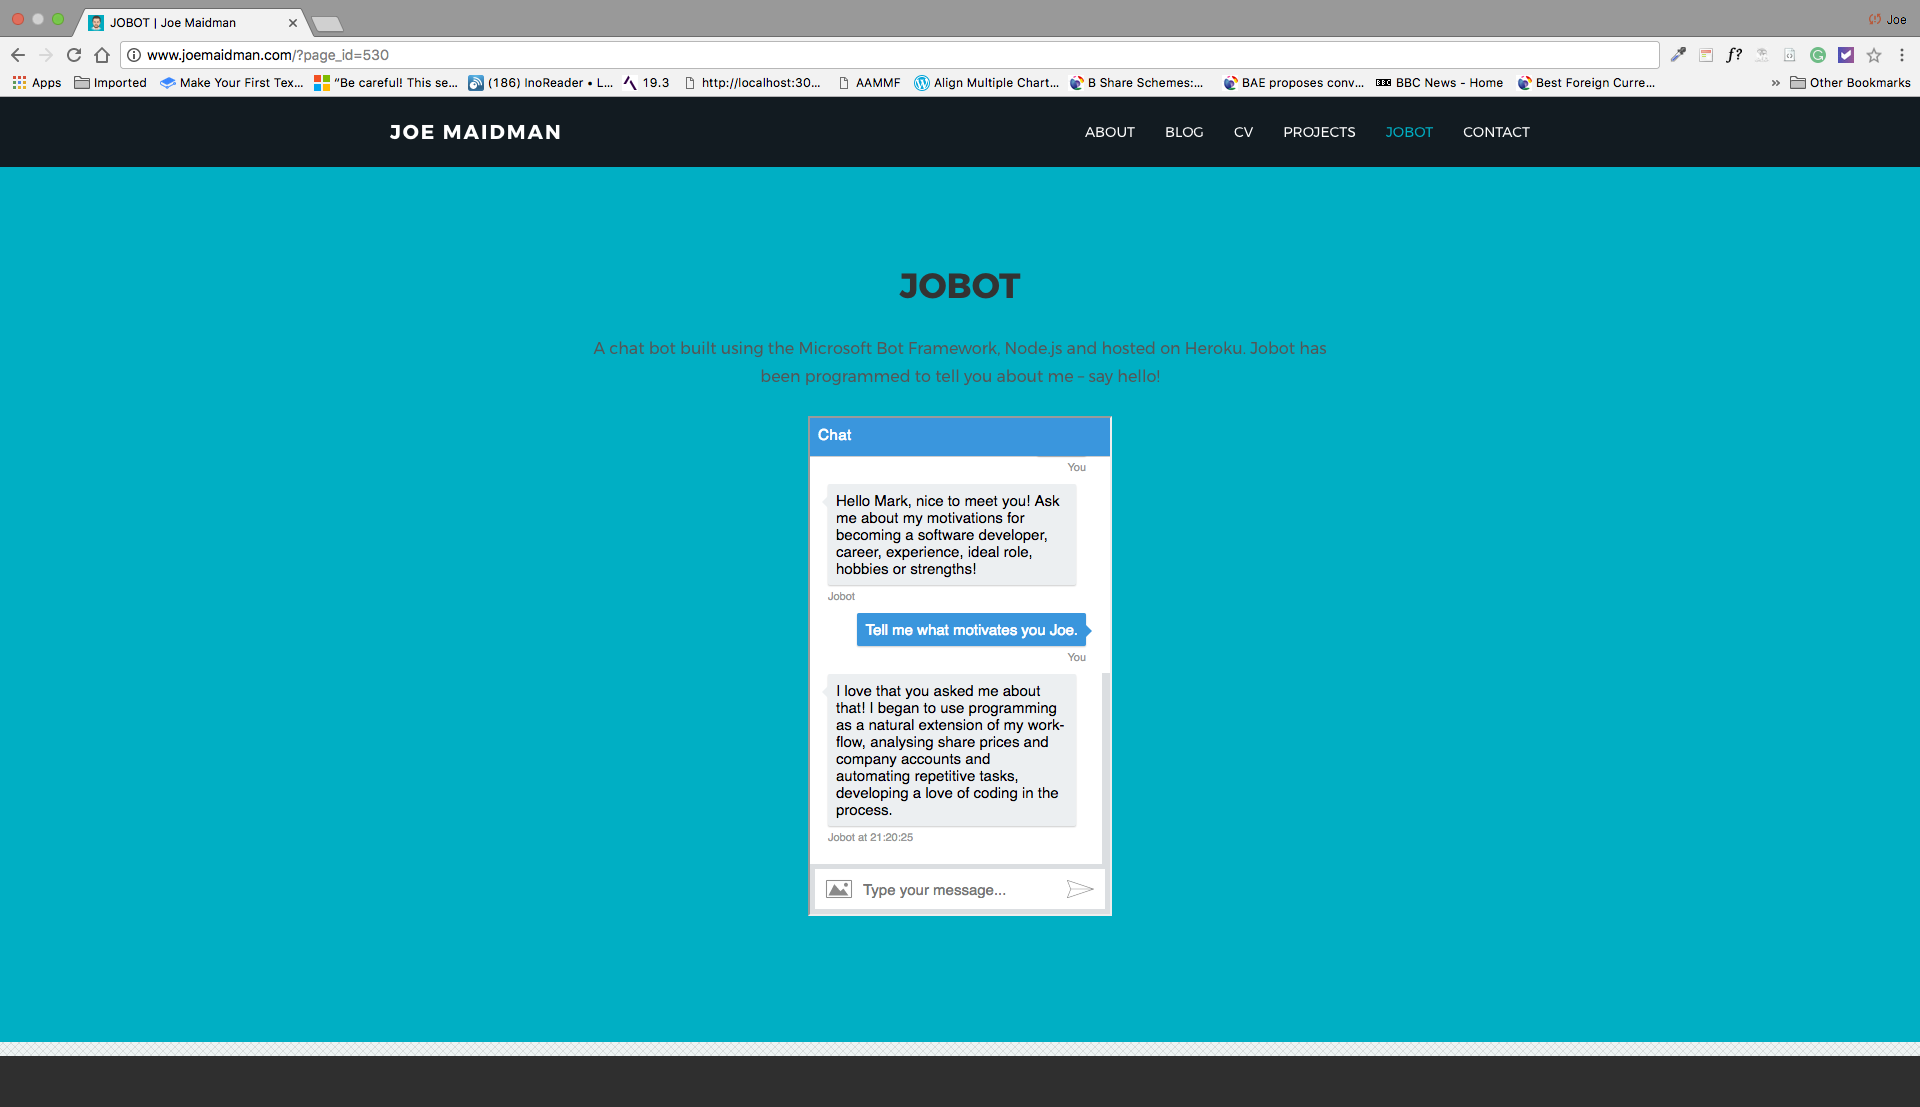 JOBOT | Joe Maidman
Joe
www.joemaidman.com/?page_id=530
f?
Apps Imported Make Your First Tex... "Be careful! This se... (186) InoReader • L... 19.3 http://localhost:30... AAMMF Align Multiple Chart... B Share Schemes:... BAE proposes conv... BBC BBC News - Home Best Foreign Curre... » Other Bookmarks
JOE MAIDMAN
ABOUT BLOG CV PROJECTS JOBOT CONTACT
JOBOT
A chat bot built using the Microsoft Bot Framework, Node.js and hosted on Heroku. Jobot has
been programmed to tell you about me – say hello!
Chat
You
Hello Mark, nice to meet you! Ask
me about my motivations for
becoming a software developer,
career, experience, ideal role,
hobbies or strengths!
Jobot
Tell me what motivates you Joe.
You
I love that you asked me about
that! I began to use programming
as a natural extension of my work-
flow, analysing share prices and
company accounts and
automating repetitive tasks,
developing a love of coding in the
process.
Jobot at 21:20:25
Type your message...